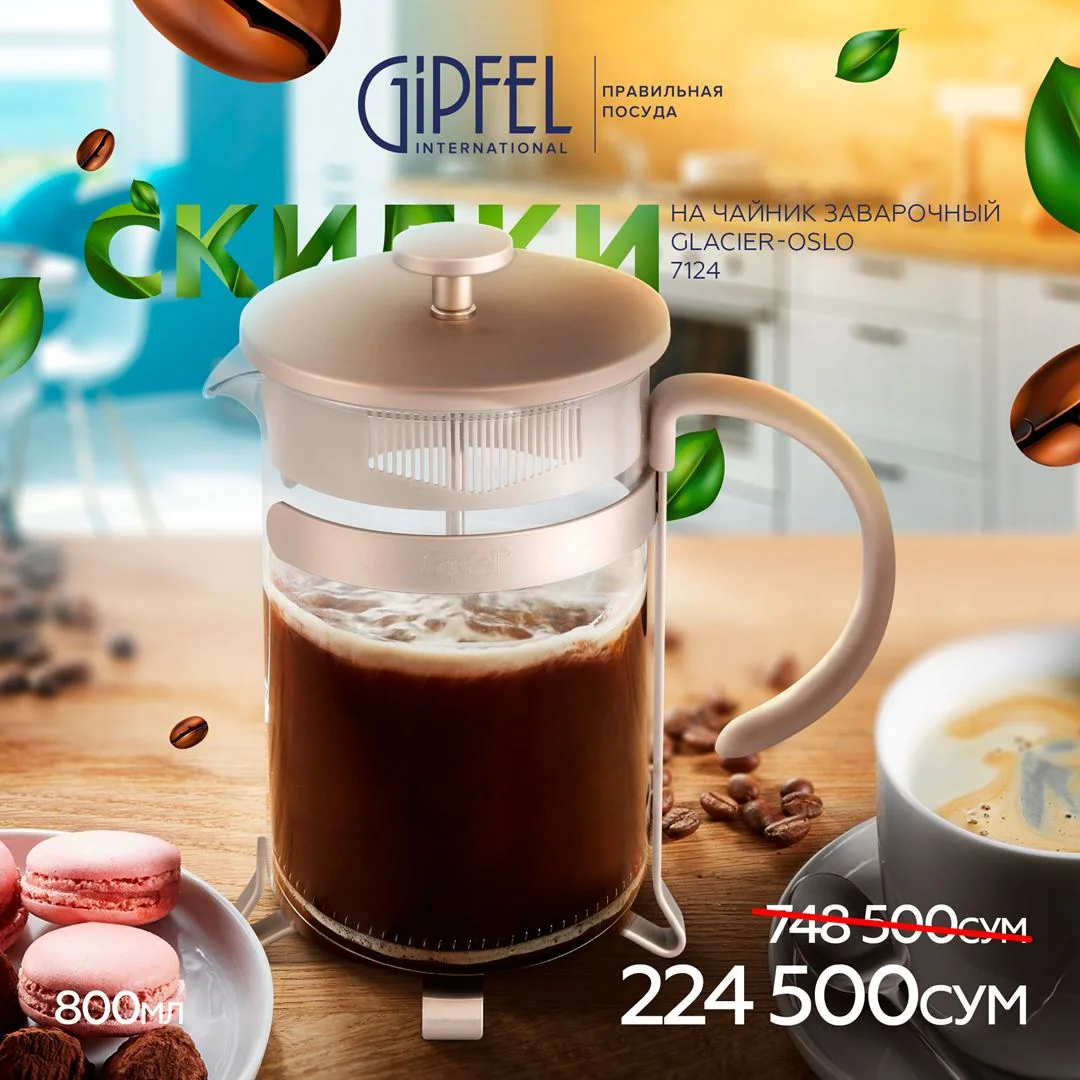 GiPFEL
INTERNATIONAL
ПРАВИЛЬНАЯ
ПОСУДА
СКИДКИ
НА ЧАЙНИК ЗАВАРОЧНЫЙ
GLACIER-OSLO
7124
Gipfel®
748 500СУМ
224 500СУМ
800МЛ